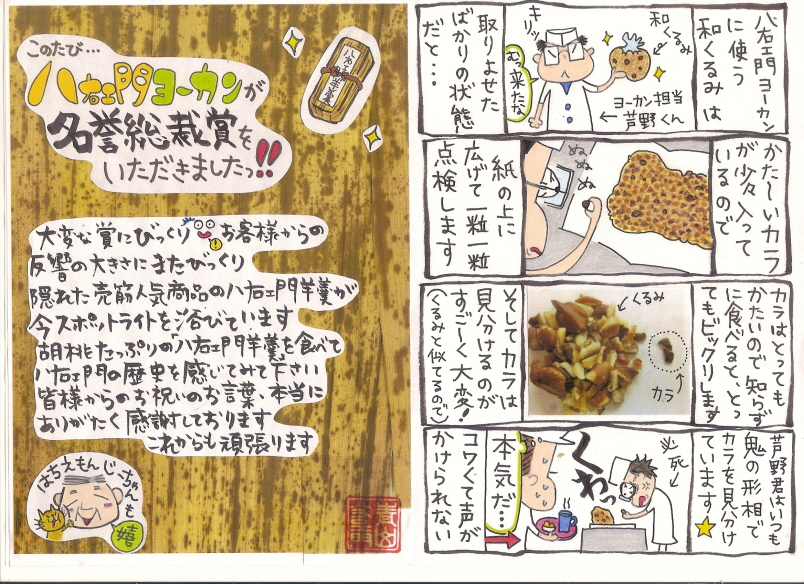 このたび…
八右ェ門ヨーカンが
名誉総裁賞を
いただきましたっ!!
八右ェ門
大変な賞にびっくり お客様からの
反響の大きさにまたびっくり
隠れた売筋人気商品の八右ェ門羊羹が
今スポットライトを浴びています
胡桃たっぷりの八右ェ門羊羹を食べて
八右ェ門の歴史を感じてみて下さい
皆様からのお祝いのお言葉、本当に
ありがたく感謝しております
これからも頑張ります
はちえもんじーちゃんも
嬉
八右ェ門ヨーカン
に使う
和くるみは
キリッ
和くるみ
むっ来たな
ヨーカン担当
芦野くん
取りよせた
ばかりの状態
だと…
かた〜いカラ
が少々入って
いるので
ぬぬぬ
紙の上に
広げて一粒一粒
点検します
カラはとっても
かたいので知らず
に食べると、とっ
てもビックリします
くるみ
カラ
そしてカラは
見分けるのが
すご〜く大変!
(くるみと似てるので)
芦野君はいつも
鬼の形相で
カラを見分け
ています
必死
くわっ
本気だ…
コワくて声が
かけられない